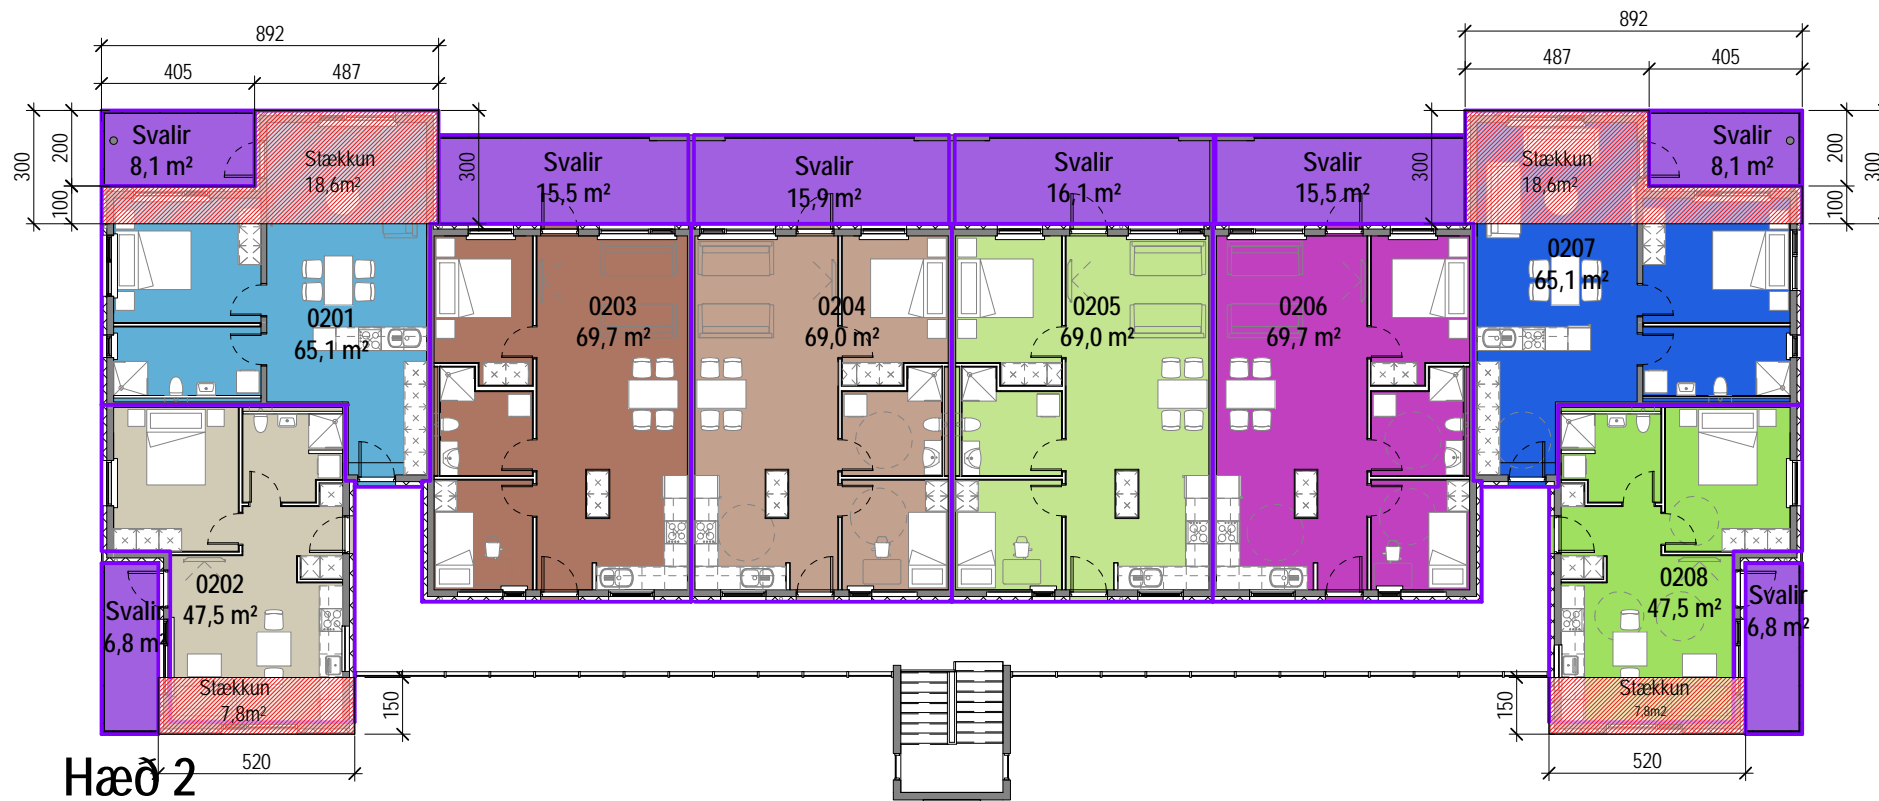 892
892
405
487
487
405
300
200
100
300
300
200
100
300
Svalir
8,1 m²
Stækkun
18,6m²
Svalir
15,5 m²
Svalir
15,9 m²
Svalir
16,1 m²
Svalir
15,5 m²
Stækkun
18,6m²
Svalir
8,1 m²
0201
65,1 m²
0203
69,7 m²
0204
69,0 m²
0205
69,0 m²
0206
69,7 m²
0207
65,1 m²
0202
47,5 m²
0208
47,5 m²
Svalir
6,8 m²
Svalir
6,8 m²
Stækkun
7,8m²
Stækkun
7,8m2
150
150
520
520
Hæð 2